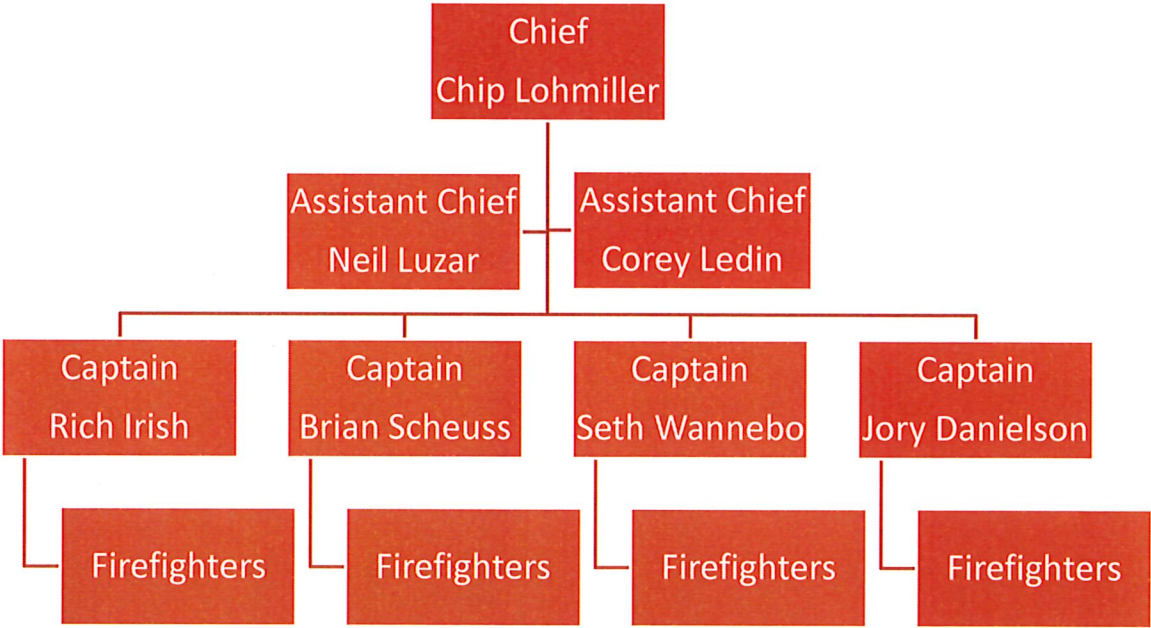 Chief
Chip Lohmiller
Assistant Chief
Neil Luzar
Assistant Chief
Corey Ledin
Captain
Rich Irish
Captain
Brian Scheuss
Captain
Seth Wannebo
Captain
Jory Danielson
Firefighters
Firefighters
Firefighters
Firefighters